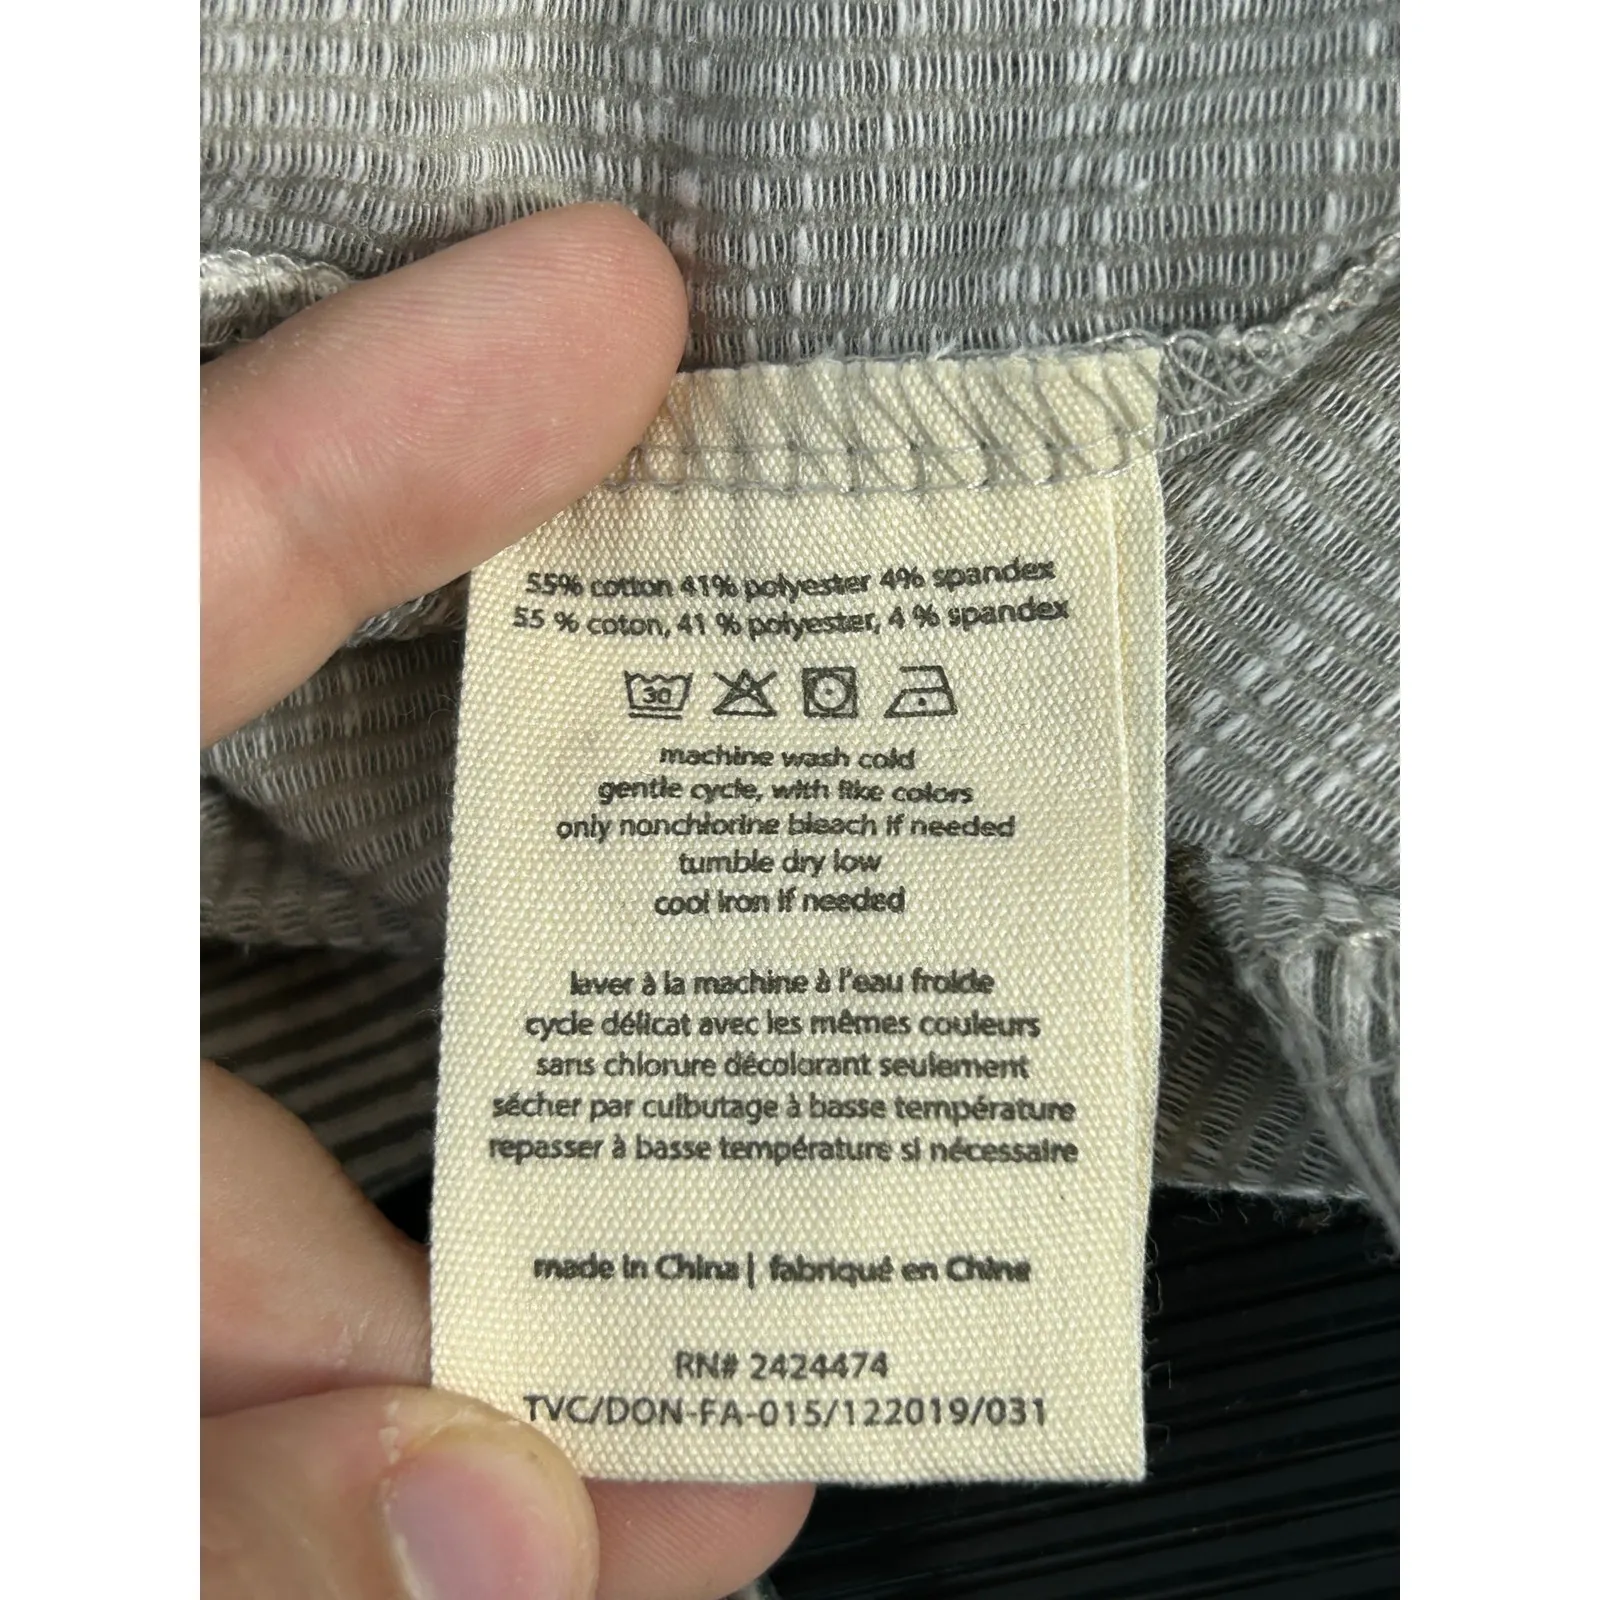 55% cotton 41% polyester 4% spandex
55 % coton, 41 % polyester, 4 % spandex
30
machine wash cold
gentle cycle, with like colors
only nonchlorine bleach if needed
tumble dry low
cool iron if needed
laver à la machine à l'eau froide
cycle délicat avec les mêmes couleurs
sans chlorure décolorant seulement
sécher par culbutage à basse température
repasser à basse température si nécessaire
made in China | fabriqué en Chine
RN# 2424474
TVC/DON-FA-015/122019/031